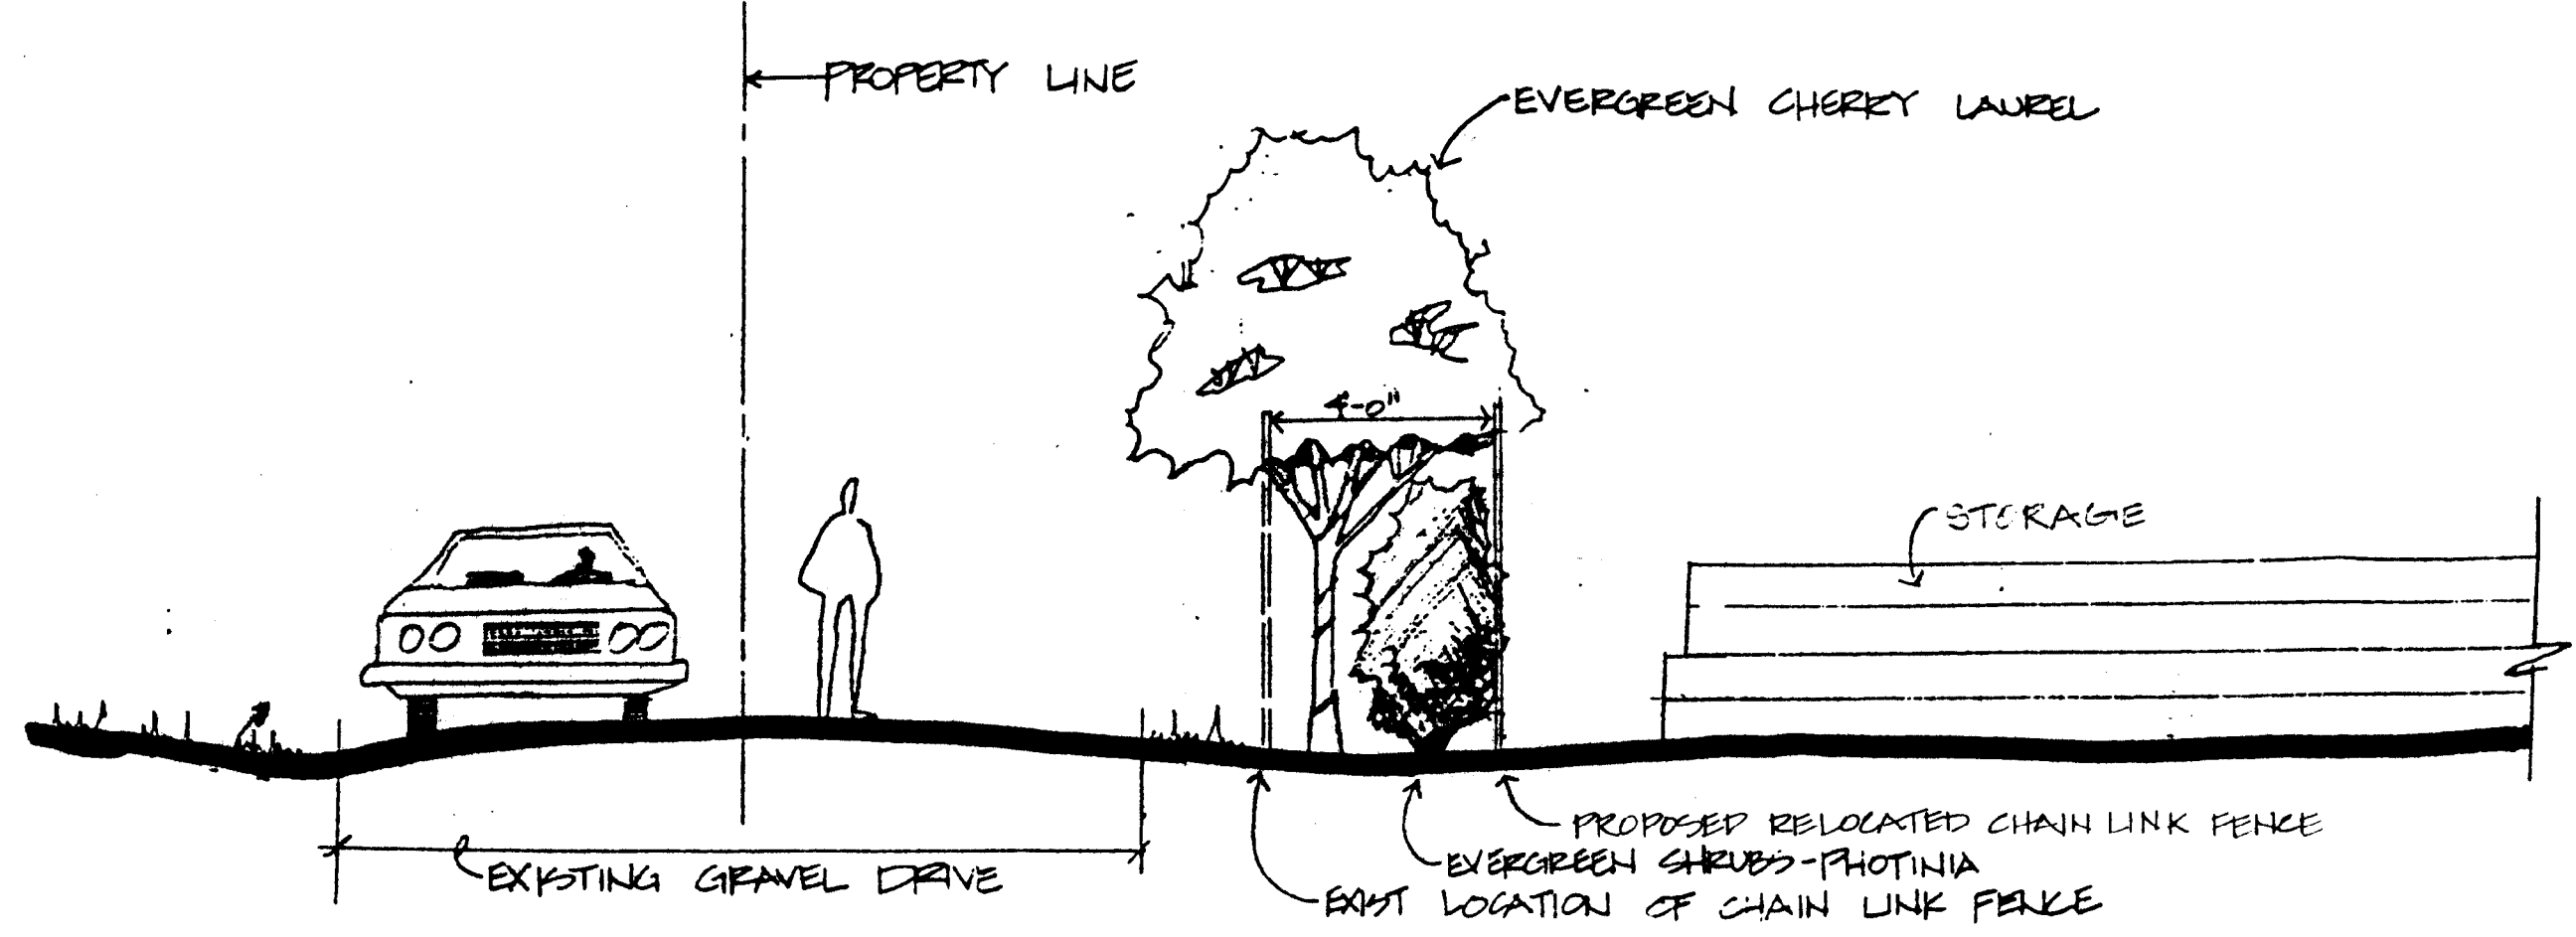 PROPERTY LINE
EVERGREEN CHERRY LAUREL
4-0"
STORAGE
PROPOSED RELOCATED CHAIN LINK FENCE
EVERGREEN SHRUBS-PHOTINIA
EXISTING GRAVEL DRIVE
EXIST LOCATION OF CHAIN LINK FENCE